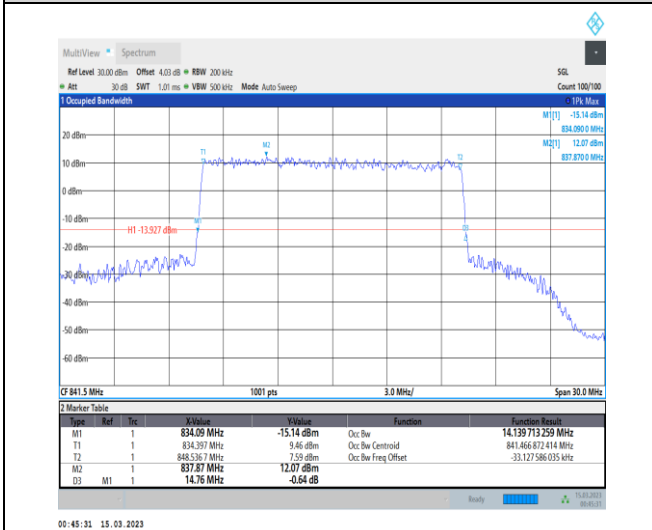 MultiView Spectrum
Ref Level 30.00 dBm Offset 4.03 dB RBW 200 kHz SGL
Att 30 dB SWT 1.01 ms VBW 500 kHz Mode Auto Sweep Count 100/100
1 Occupied Bandwidth 1Pk Max
M1[1] -15.14 dBm
834.090 0 MHz
M2[1] 12.07 dBm
837.870 0 MHz
20 dBm
M2
T1
T2
10 dBm
0 dBm
-10 dBm
M1
H1 -13.927 dBm
D3
-20 dBm
-30 dBm
-40 dBm
-50 dBm
-60 dBm
CF 841.5 MHz 1001 pts 3.0 MHz/ Span 30.0 MHz
2 Marker Table
Type Ref Trc X-Value Y-Value Function Function Result
M1 1 834.09 MHz -15.14 dBm Occ Bw 14.139 713 259 MHz
T1 1 834.397 MHz 9.46 dBm Occ Bw Centroid 841.466 872 414 MHz
T2 1 848.536 7 MHz 7.59 dBm Occ Bw Freq Offset -33.127 586 035 kHz
M2 1 837.87 MHz 12.07 dBm
D3 M1 1 14.76 MHz -0.64 dB
Ready 15.03.2023
00:45:31
00:45:31 15.03.2023